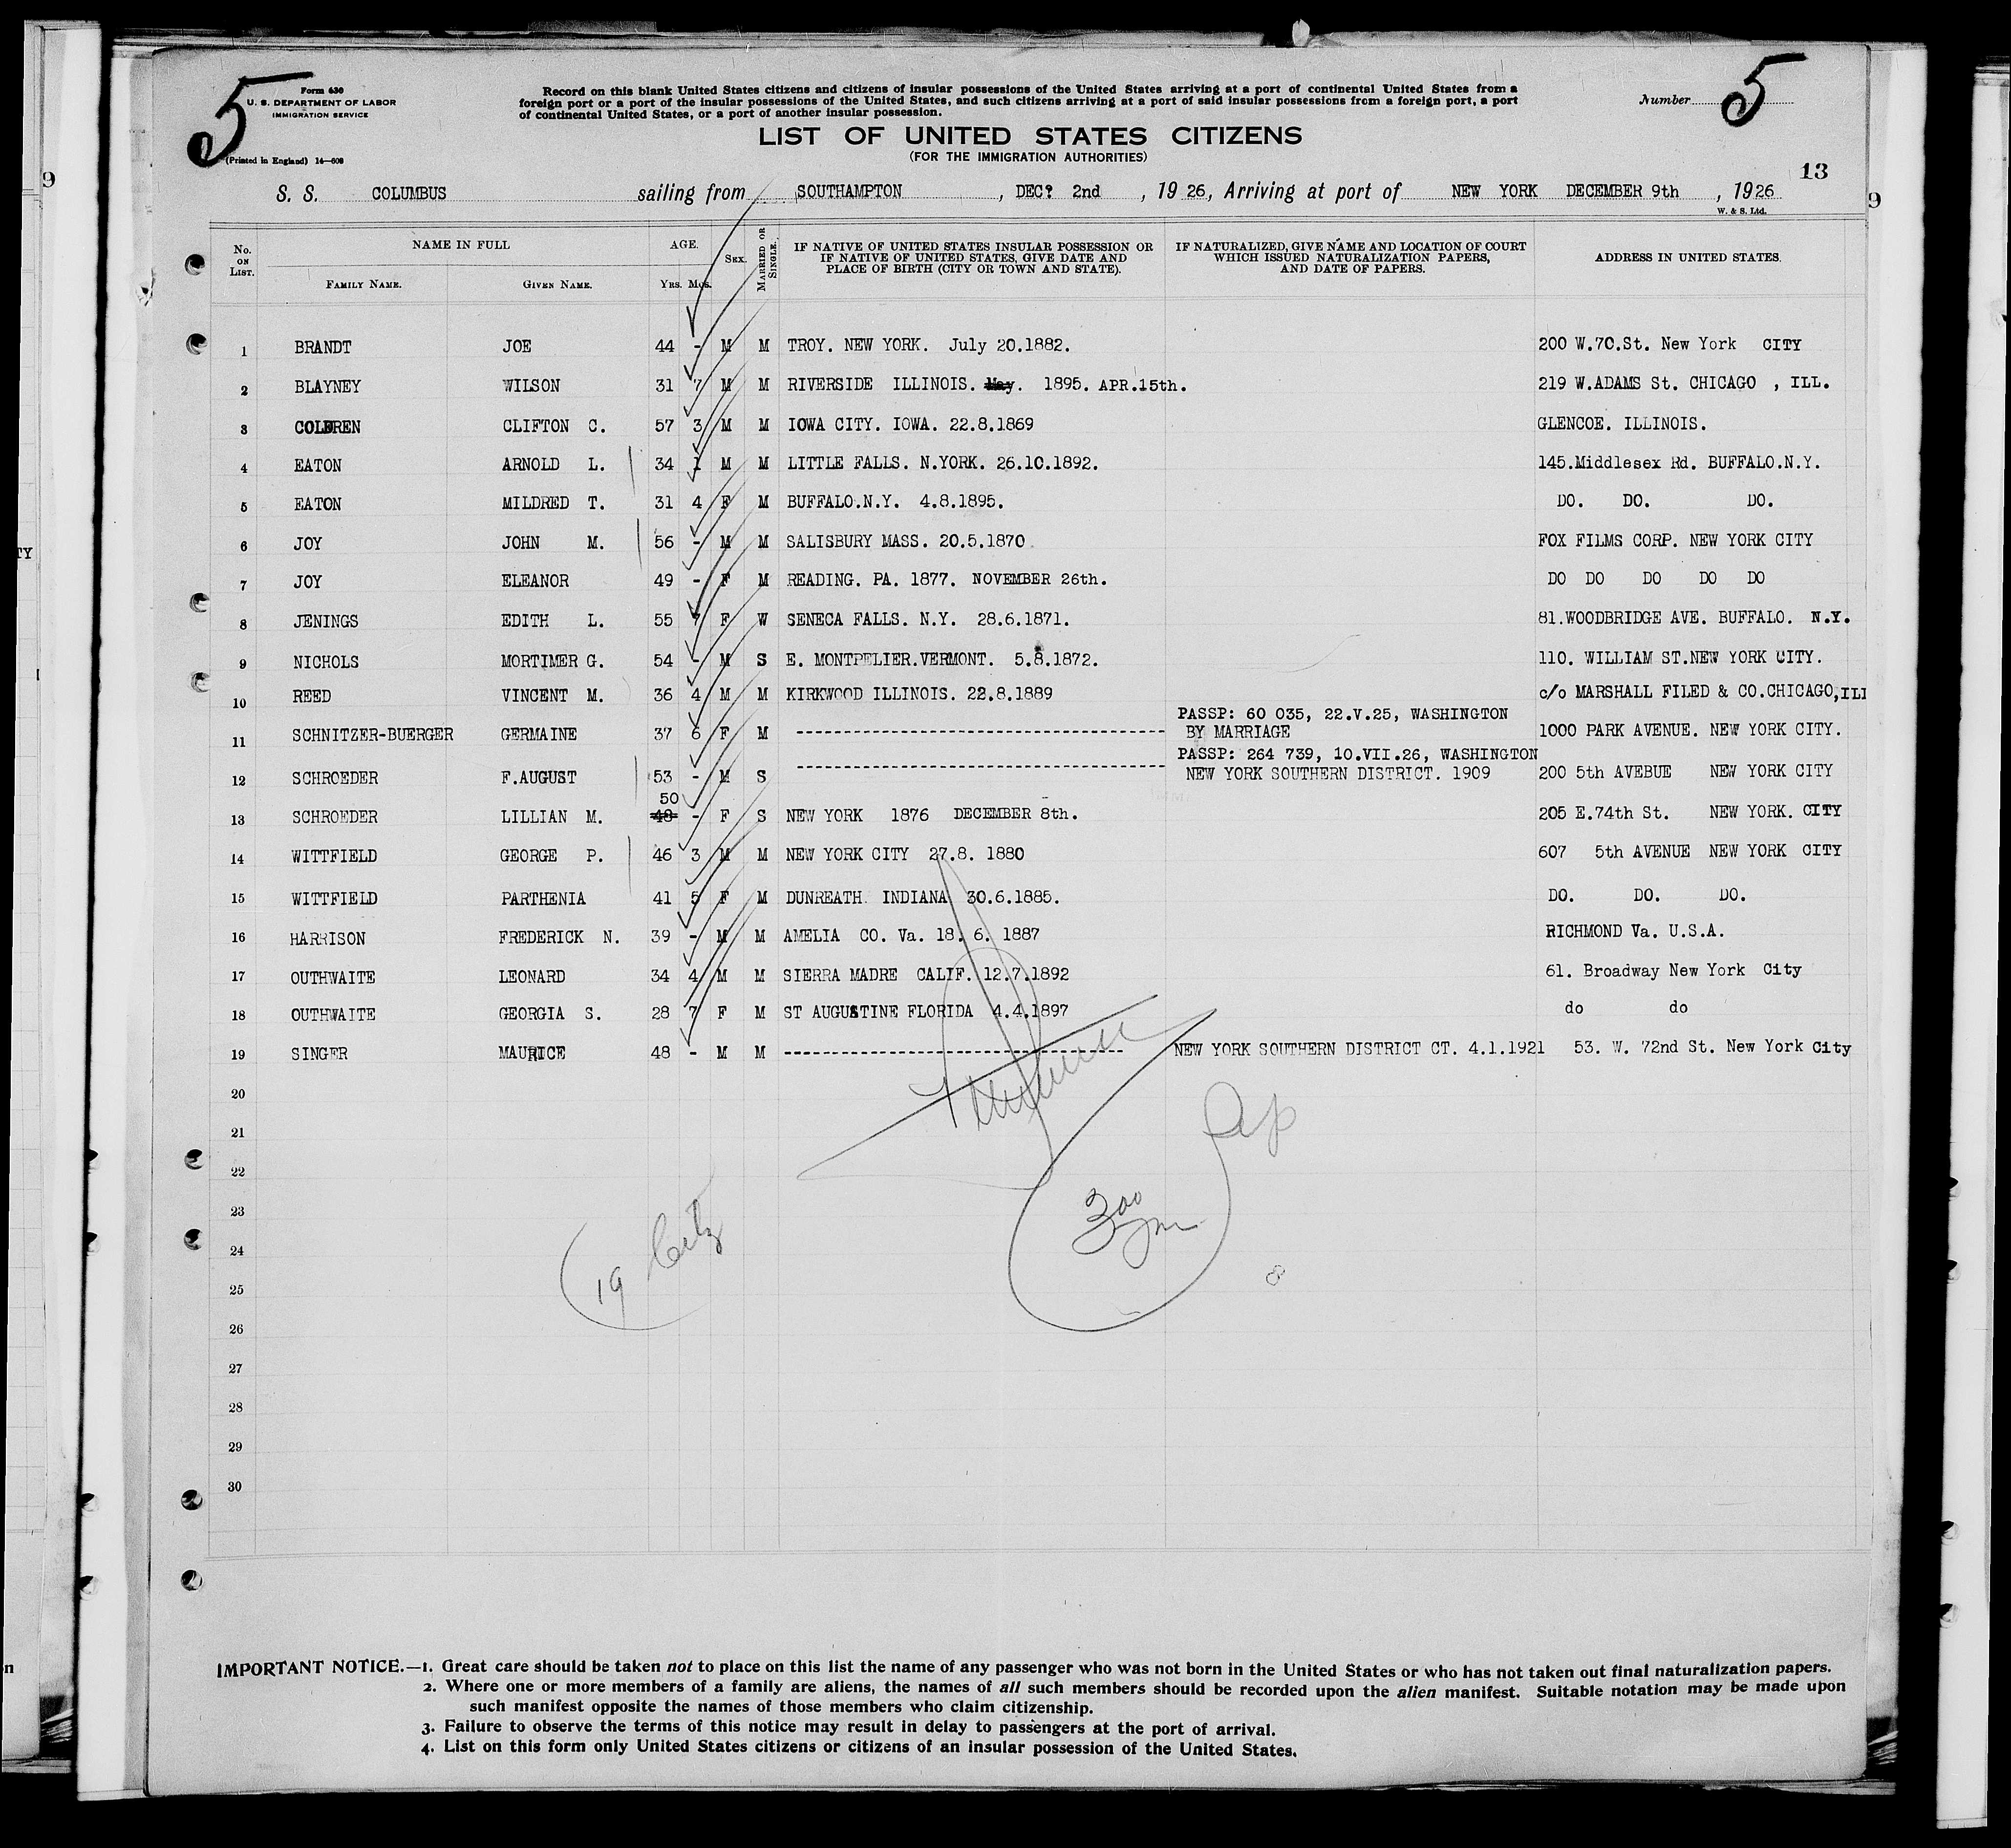 5
Form 630
U. S. DEPARTMENT OF LABOR
IMMIGRATION SERVICE
(Printed in England) 14—608
Record on this blank United States citizens and citizens of insular possessions of the United States arriving at a port of continental United States from a
foreign port or a port of the insular possessions of the United States, and such citizens arriving at a port of said insular possessions from a foreign port, a port
of continental United States, or a port of another insular possession.
Number 5
LIST OF UNITED STATES CITIZENS
(FOR THE IMMIGRATION AUTHORITIES)
13
S. S. COLUMBUS sailing from SOUTHAMPTON , DEC? 2nd , 19 26, Arriving at port of NEW YORK DECEMBER 9th , 1926
W. & S. Ltd.
No. ON LIST. NAME IN FULL AGE. SEX. MARRIED OR SINGLE. IF NATIVE OF UNITED STATES INSULAR POSSESSION OR IF NATIVE OF UNITED STATES, GIVE DATE AND PLACE OF BIRTH (CITY OR TOWN AND STATE). IF NATURALIZED, GIVE NAME AND LOCATION OF COURT WHICH ISSUED NATURALIZATION PAPERS, AND DATE OF PAPERS. ADDRESS IN UNITED STATES.
FAMILY NAME. GIVEN NAME. YRS. MOS.
1 BRANDT JOE 44 - M M TROY. NEW YORK. July 20.1882. 200 W.70.St. New York CITY
2 BLAYNEY WILSON 31 7 M M RIVERSIDE ILLINOIS. May. 1895. APR.15th. 219 W.ADAMS St. CHICAGO , ILL.
3 COLDREN CLIFTON C. 57 3 M M IOWA CITY. IOWA. 22.8.1869 GLENCOE. ILLINOIS.
4 EATON ARNOLD L. 34 1 M M LITTLE FALLS. N.YORK. 26.10.1892. 145.Middlesex Rd. BUFFALO.N.Y.
5 EATON MILDRED T. 31 4 F M BUFFALO.N.Y. 4.8.1895. DO. DO. DO.
6 JOY JOHN M. 56 - M M SALISBURY MASS. 20.5.1870 FOX FILMS CORP. NEW YORK CITY
7 JOY ELEANOR 49 - F M READING. PA. 1877. NOVEMBER 26th. DO DO DO DO DO
8 JENINGS EDITH L. 55 7 F W SENECA FALLS. N.Y. 28.6.1871. 81.WOODBRIDGE AVE. BUFFALO. N.Y.
9 NICHOLS MORTIMER G. 54 - M S E. MONTPELIER.VERMONT. 5.8.1872. 110. WILLIAM ST.NEW YORK CITY.
10 REED VINCENT M. 36 4 M M KIRKWOOD ILLINOIS. 22.8.1889 c/o MARSHALL FILED & CO.CHICAGO,ILL
11 SCHNITZER-BUERGER GERMAINE 37 6 F M ---------------------------------------- PASSP: 60 035, 22.V.25, WASHINGTON BY MARRIAGE 1000 PARK AVENUE. NEW YORK CITY.
12 SCHROEDER F.AUGUST 53 - M S ---------------------------------------- PASSP: 264 739, 10.VII.26, WASHINGTON NEW YORK SOUTHERN DISTRICT. 1909 200 5th AVEBUE NEW YORK CITY
13 SCHROEDER LILLIAN M. 48 50 - F S NEW YORK 1876 DECEMBER 8th. 205 E.74th St. NEW YORK. CITY
14 WITTFIELD GEORGE P. 46 3 M M NEW YORK CITY 27.8. 1880 607 5th AVENUE NEW YORK CITY
15 WITTFIELD PARTHENIA 41 5 F M DUNREATH. INDIANA 30.6.1885. DO. DO. DO.
16 HARRISON FREDERICK N. 39 - M M AMELIA CO. Va. 18. 6. 1887 RICHMOND Va. U.S.A.
17 OUTHWAITE LEONARD 34 4 M M SIERRA MADRE CALIF. 12.7.1892 61. Broadway New York City
18 OUTHWAITE GEORGIA S. 28 7 F M ST AUGUSTINE FLORIDA 4.4.1897 do do
19 SINGER MAURICE 48 - M M ------------------------------------ NEW YORK SOUTHERN DISTRICT CT. 4.1.1921 53. W. 72nd St. New York City
20
21
22
23
24
25
26
27
28
29
30
19 Citz
300
8
IMPORTANT NOTICE.—1. Great care should be taken not to place on this list the name of any passenger who was not born in the United States or who has not taken out final naturalization papers.
2. Where one or more members of a family are aliens, the names of all such members should be recorded upon the alien manifest. Suitable notation may be made upon
such manifest opposite the names of those members who claim citizenship.
3. Failure to observe the terms of this notice may result in delay to passengers at the port of arrival.
4. List on this form only United States citizens or citizens of an insular possession of the United States.